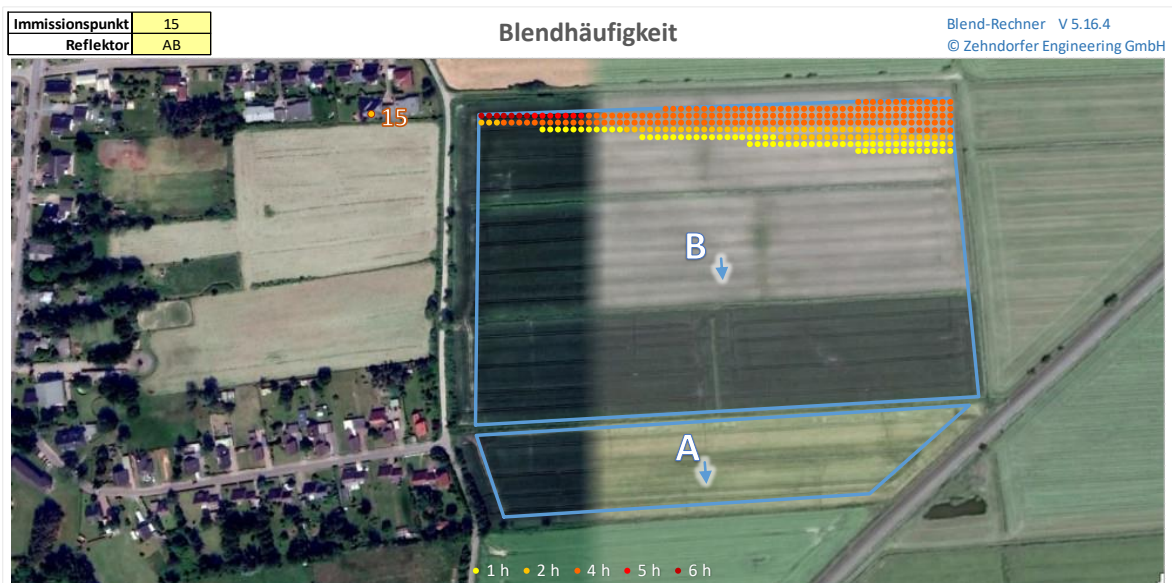 Immissionspunkt 15
Reflektor AB
Blendhäufigkeit
Blend-Rechner V 5.16.4
© Zehndorfer Engineering GmbH
15
B
A
1 h 2 h 4 h 5 h 6 h